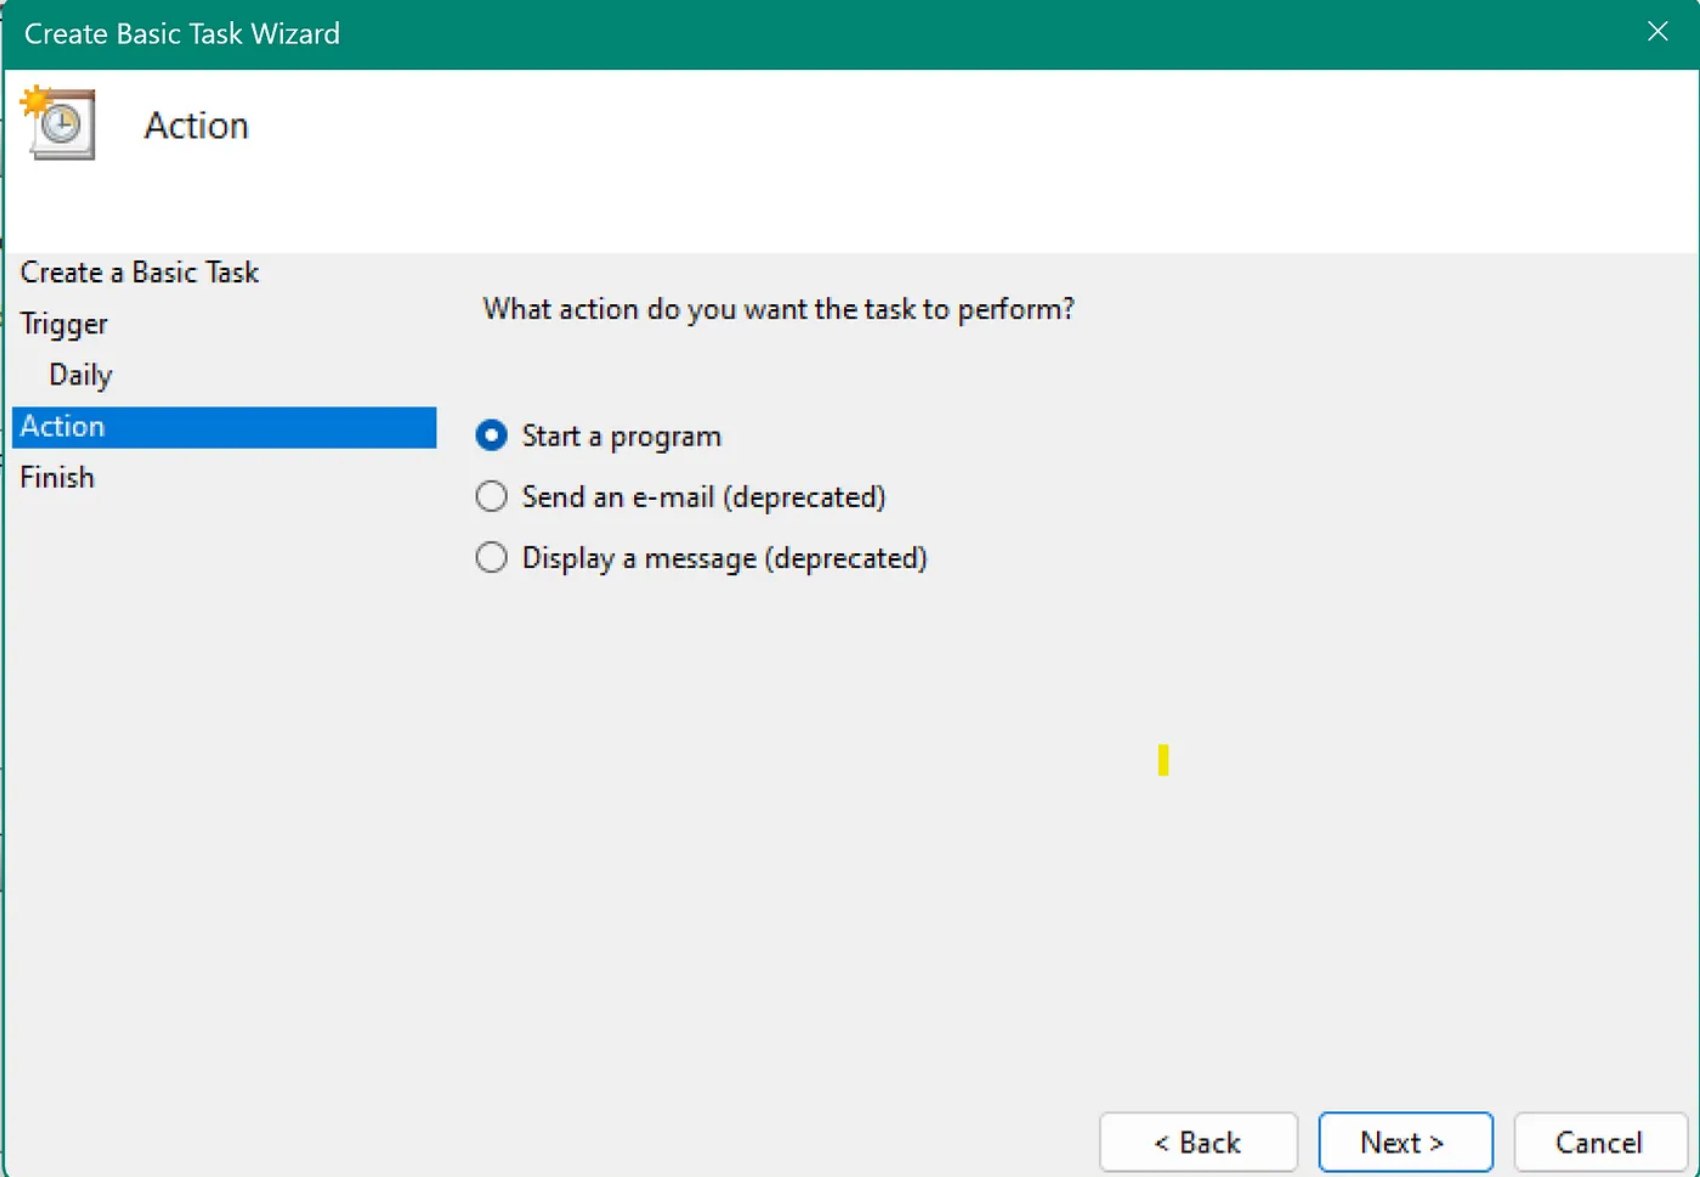 Create Basic Task Wizard
Action
Create a Basic Task
Trigger
Daily
Action
Finish
What action do you want the task to perform?
Start a program
Send an e-mail (deprecated)
Display a message (deprecated)
< Back
Next >
Cancel